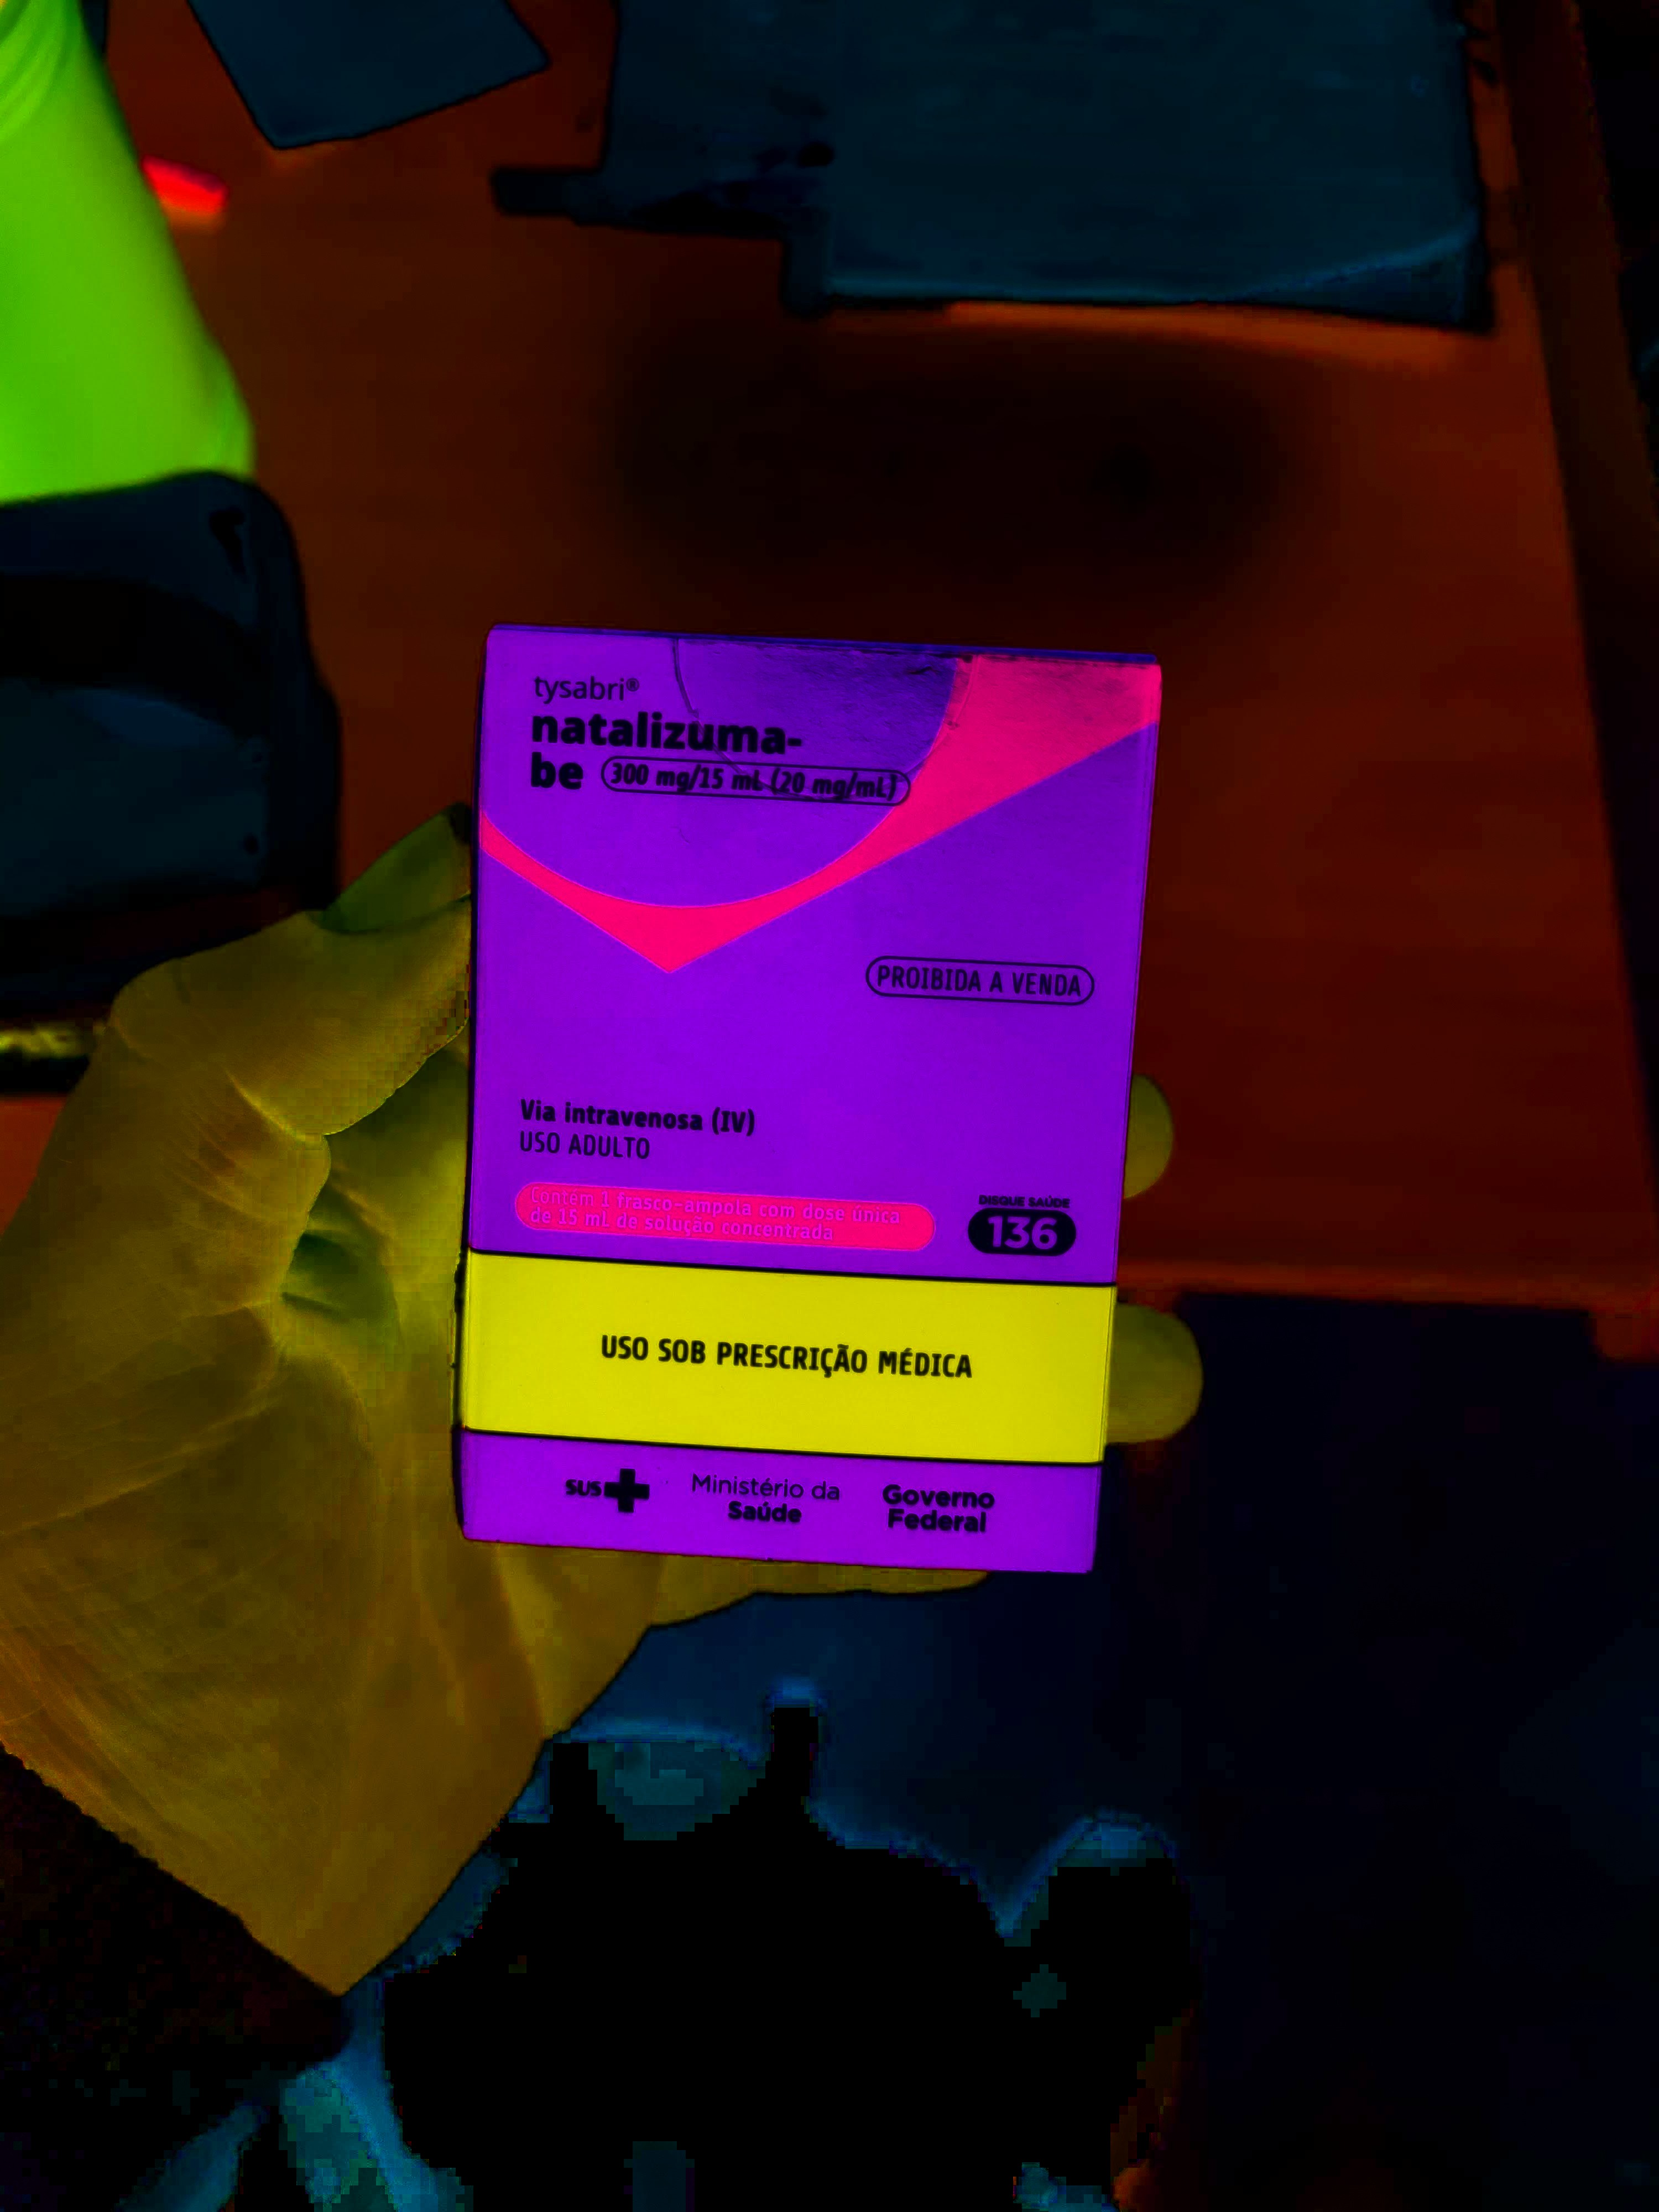 tysabri®
natalizuma-
be 300 mg/15 mL (20 mg/mL)
PROIBIDA A VENDA
Via intravenosa (IV)
USO ADULTO
Contém 1 frasco-ampola com dose única
de 15 mL de solução concentrada
DISQUE SAÚDE
136
USO SOB PRESCRIÇÃO MÉDICA
SUS
Ministério da
Saúde
Governo
Federal